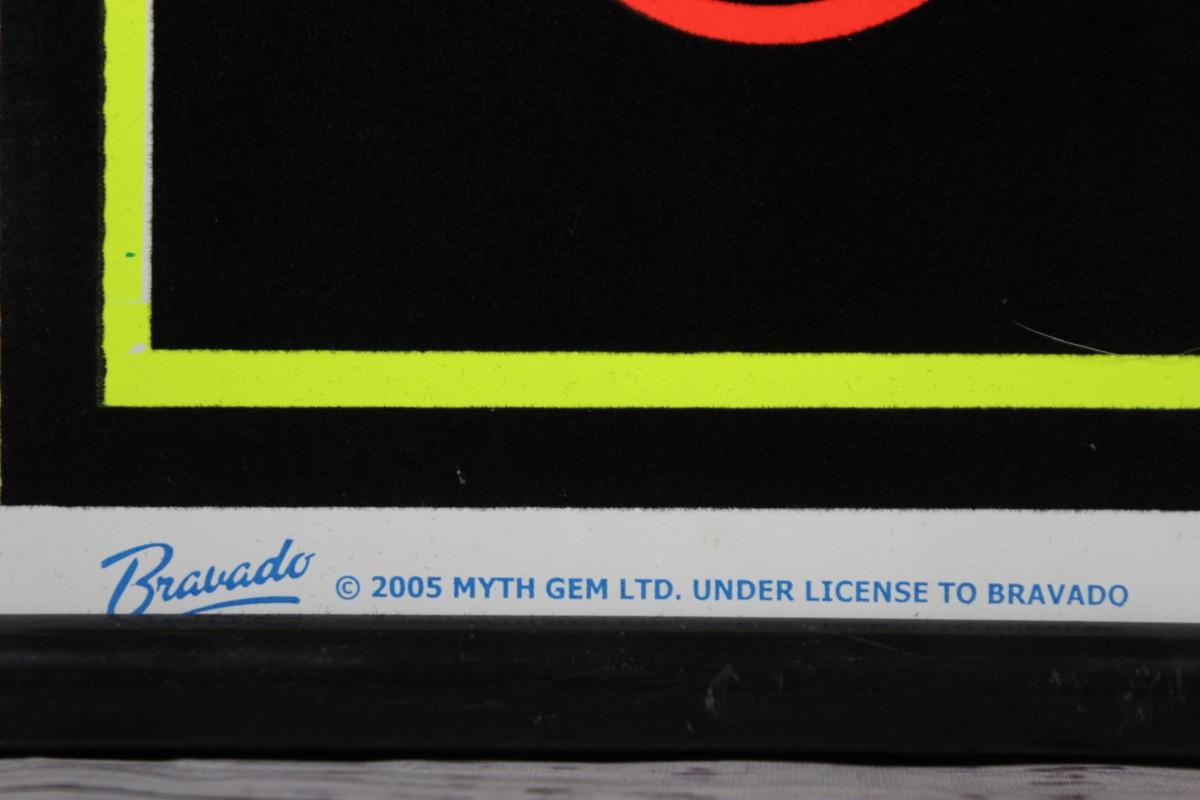 Bravado © 2005 MYTH GEM LTD. UNDER LICENSE TO BRAVADO